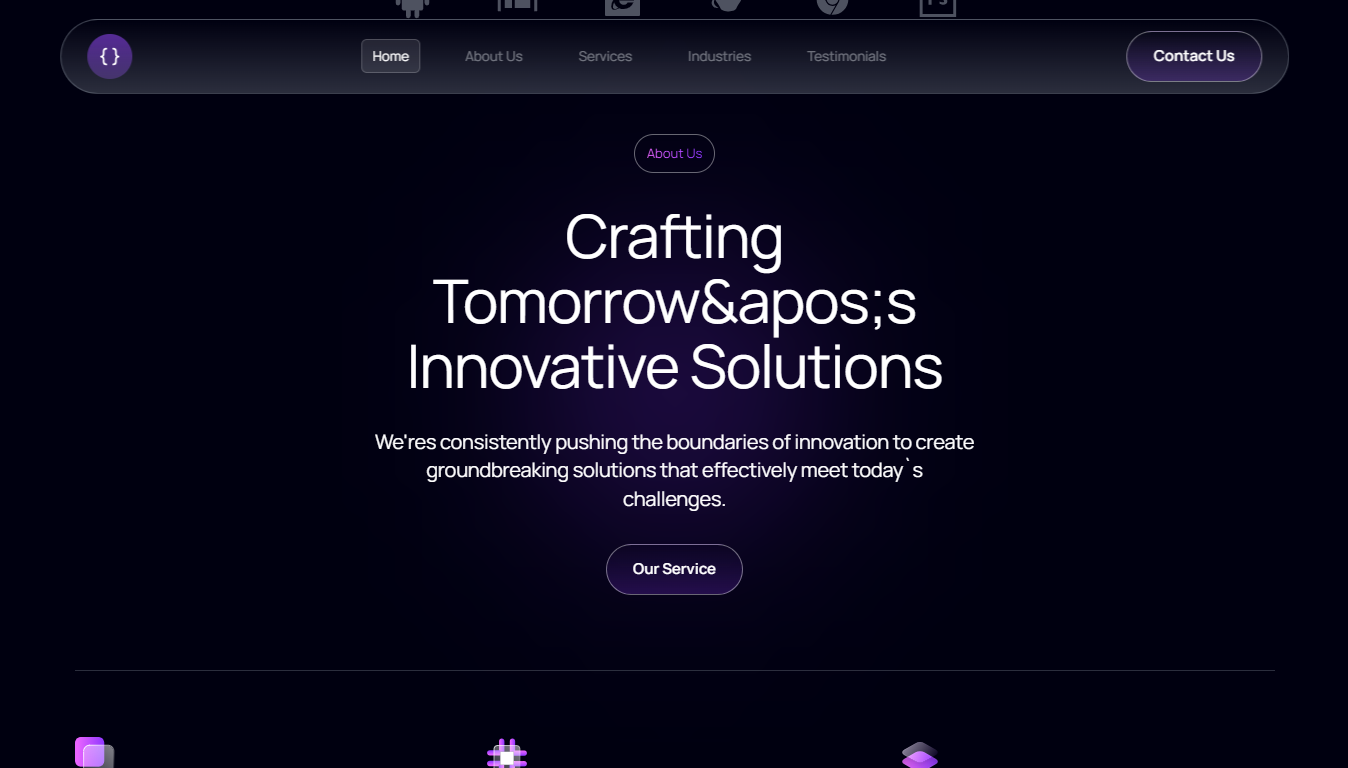 { }
Home
About Us
Services
Industries
Testimonials
Contact Us
About Us
Crafting
Tomorrow&apos;s
Innovative Solutions
We'res consistently pushing the boundaries of innovation to create
groundbreaking solutions that effectively meet today`s
challenges.
Our Service